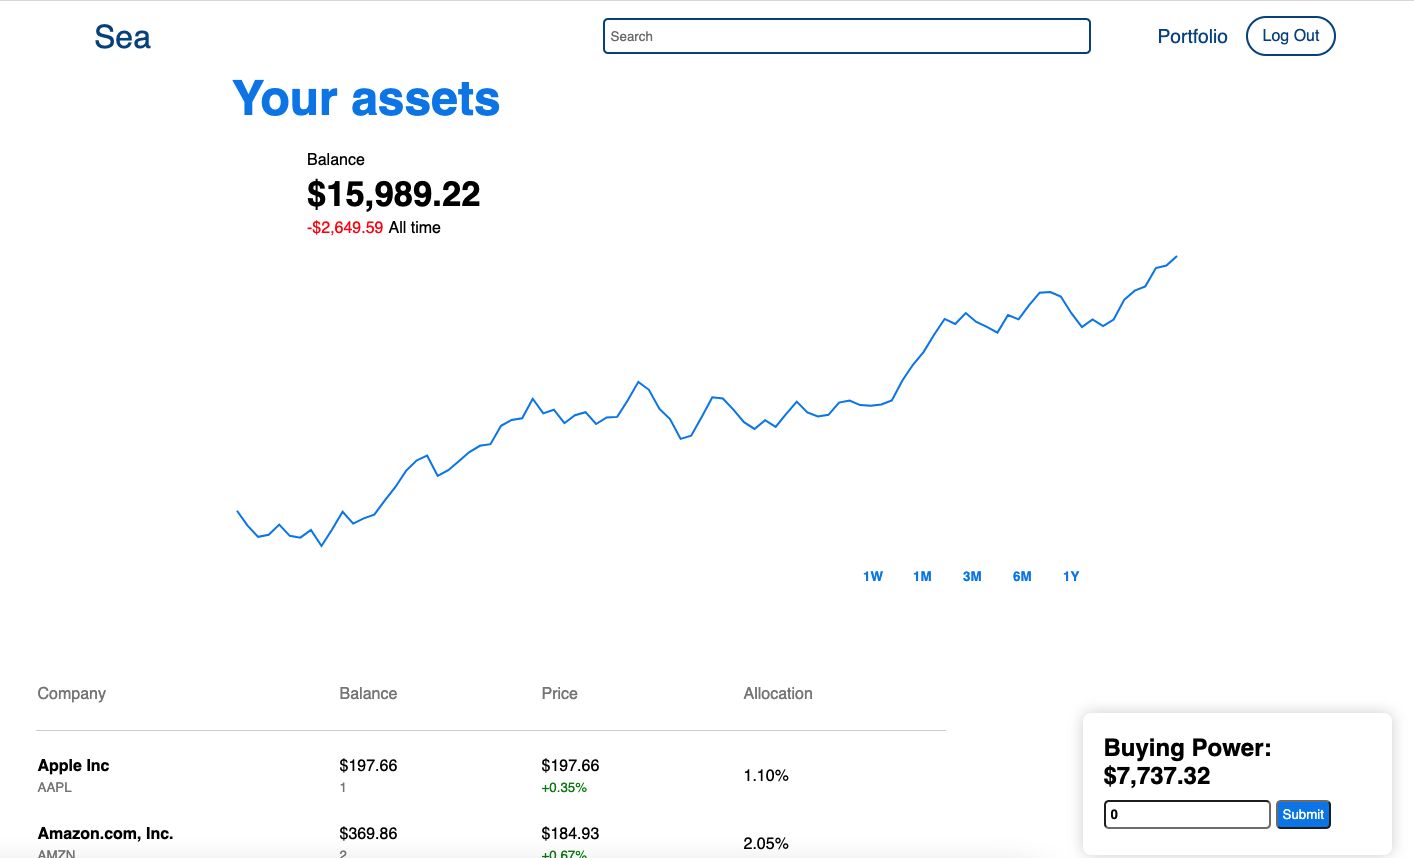 Sea
Search
Portfolio
Log Out
Your assets
Balance
$15,989.22
-$2,649.59 All time
1W 1M 3M 6M 1Y
Company Balance Price Allocation
Apple Inc $197.66 $197.66
1.10%
AAPL 1 +0.35%
Amazon.com, Inc. $369.86 $184.93
2.05%
AMZN 2 +0.67%
Buying Power:
$7,737.32
0
Submit